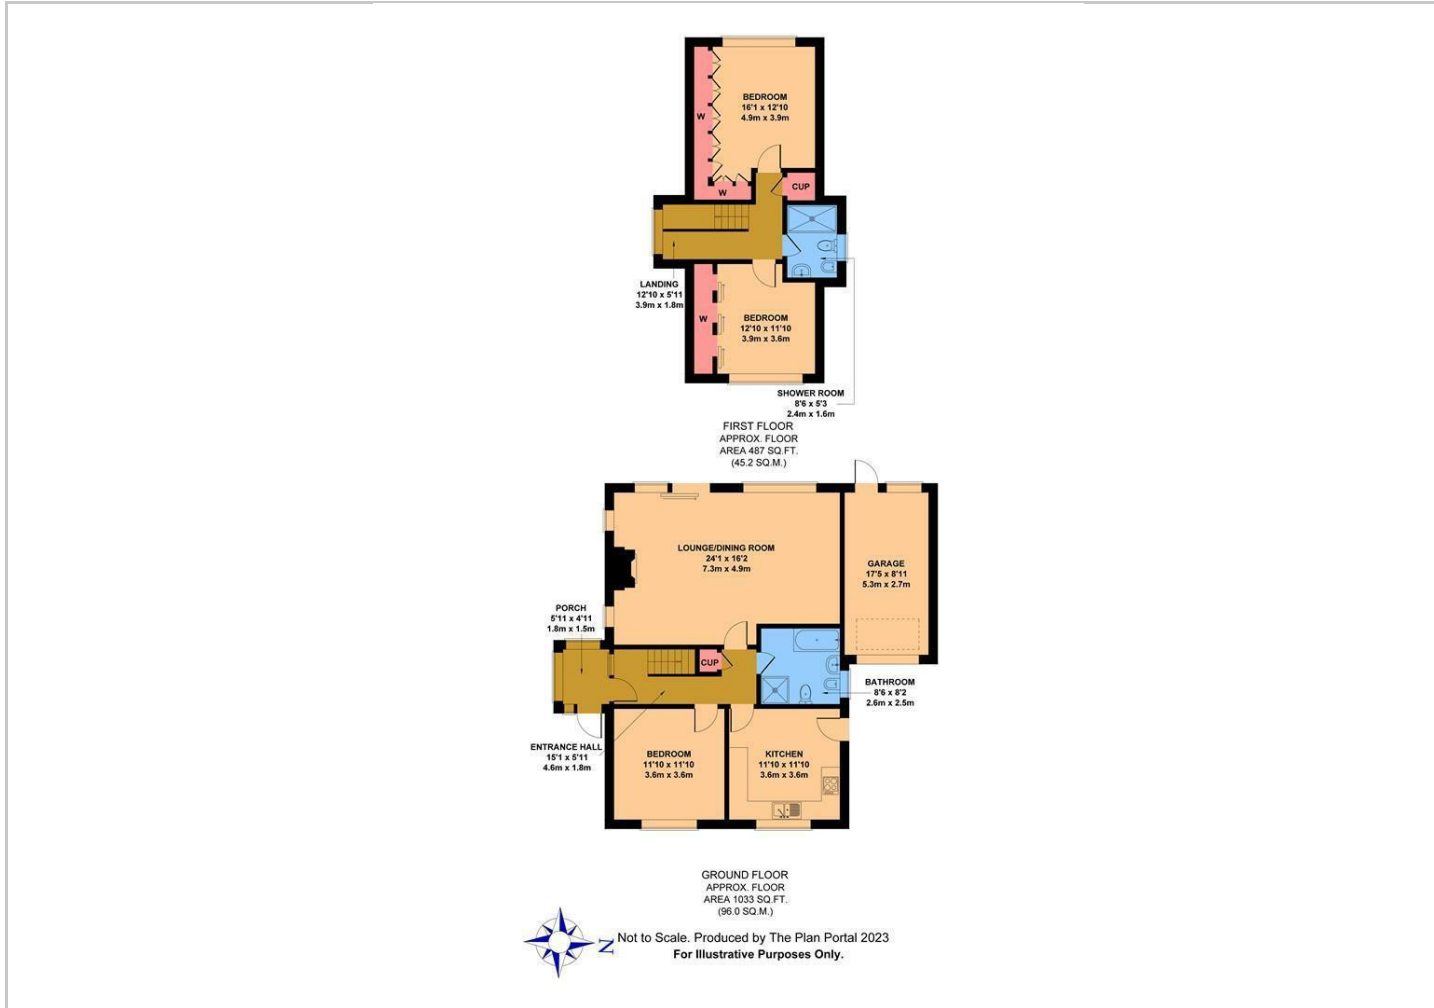 BEDROOM
16'1 x 12'10
4.9m x 3.9m
W
W
CUP
LANDING
12'10 x 5'11
3.9m x 1.8m
W
BEDROOM
12'10 x 11'10
3.9m x 3.6m
SHOWER ROOM
8'6 x 5'3
2.4m x 1.6m
FIRST FLOOR
APPROX. FLOOR
AREA 487 SQ.FT.
(45.2 SQ.M.)
LOUNGE/DINING ROOM
24'1 x 16'2
7.3m x 4.9m
GARAGE
17'5 x 8'11
5.3m x 2.7m
PORCH
5'11 x 4'11
1.8m x 1.5m
CUP
BATHROOM
8'6 x 8'2
2.6m x 2.5m
ENTRANCE HALL
15'1 x 5'11
4.6m x 1.8m
BEDROOM
11'10 x 11'10
3.6m x 3.6m
KITCHEN
11'10 x 11'10
3.6m x 3.6m
GROUND FLOOR
APPROX. FLOOR
AREA 1033 SQ.FT.
(96.0 SQ.M.)
N
Not to Scale. Produced by The Plan Portal 2023
For Illustrative Purposes Only.